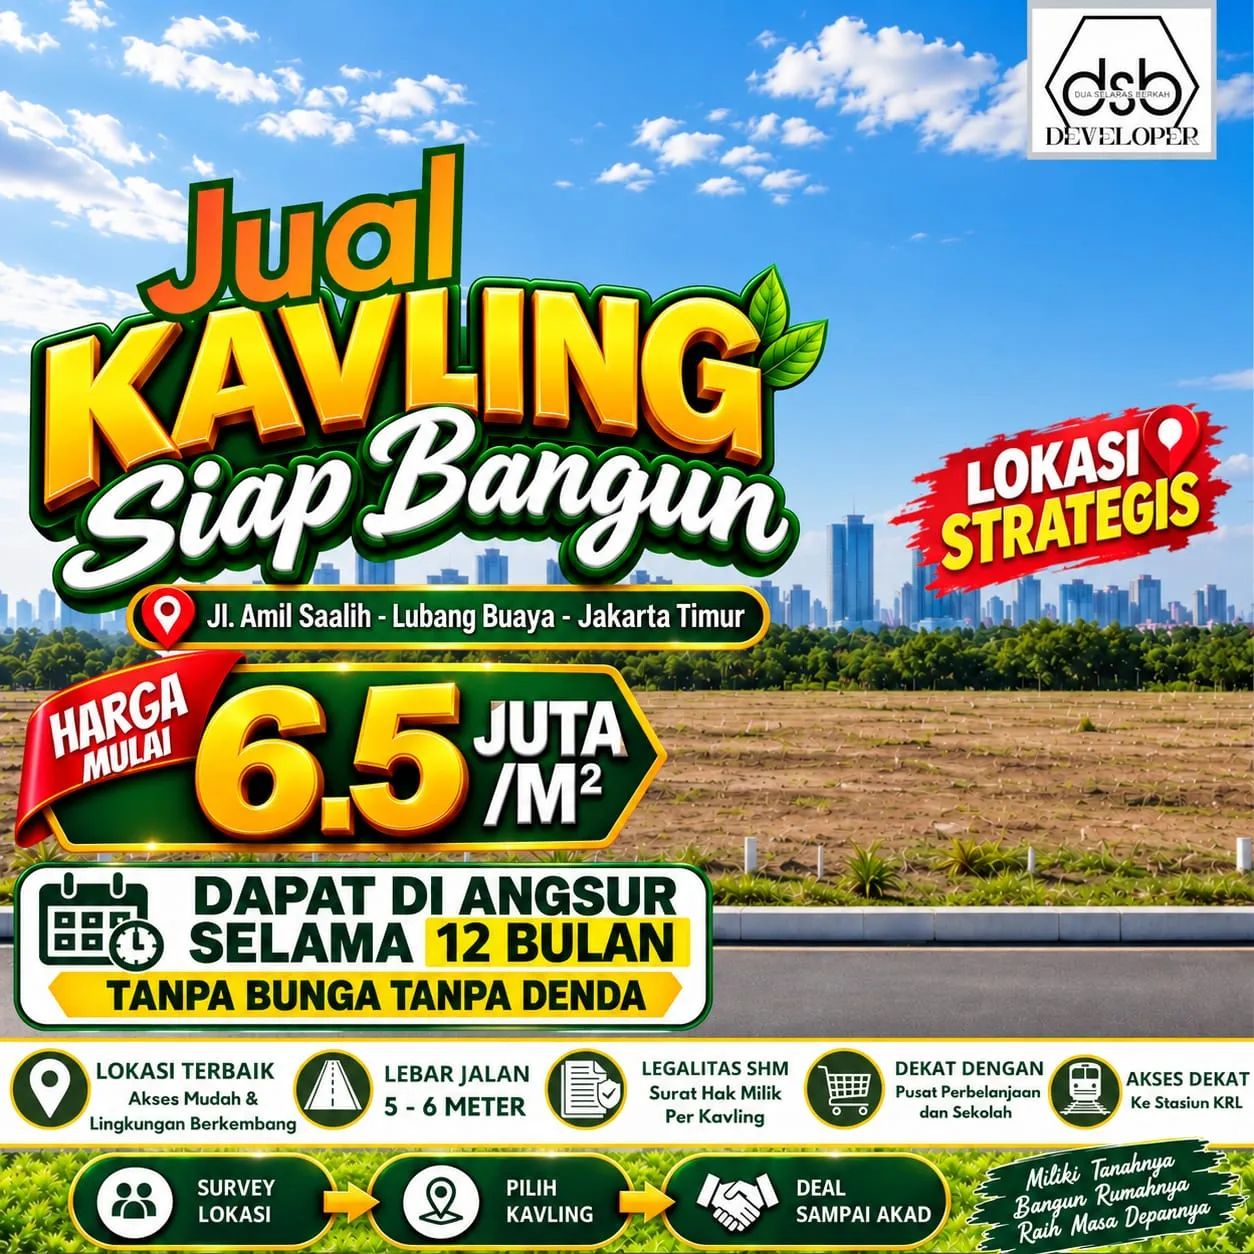 dsb
DUA SELARAS BERKAH
DEVELOPER
Jual
KAVLING
Siap Bangun
LOKASI
STRATEGIS
Jl. Amil Saalih - Lubang Buaya - Jakarta Timur
HARGA
MULAI
6.5
JUTA
/M²
DAPAT DI ANGSUR
SELAMA 12 BULAN
TANPA BUNGA TANPA DENDA
LOKASI TERBAIK
Akses Mudah &
Lingkungan Berkembang
LEBAR JALAN
5 - 6 METER
LEGALITAS SHM
Surat Hak Milik
Per Kavling
DEKAT DENGAN
Pusat Perbelanjaan
dan Sekolah
AKSES DEKAT
Ke Stasiun KRL
SURVEY
LOKASI
PILIH
KAVLING
DEAL
SAMPAI AKAD
Miliki Tanahnya
Bangun Rumahnya
Raih Masa Depannya